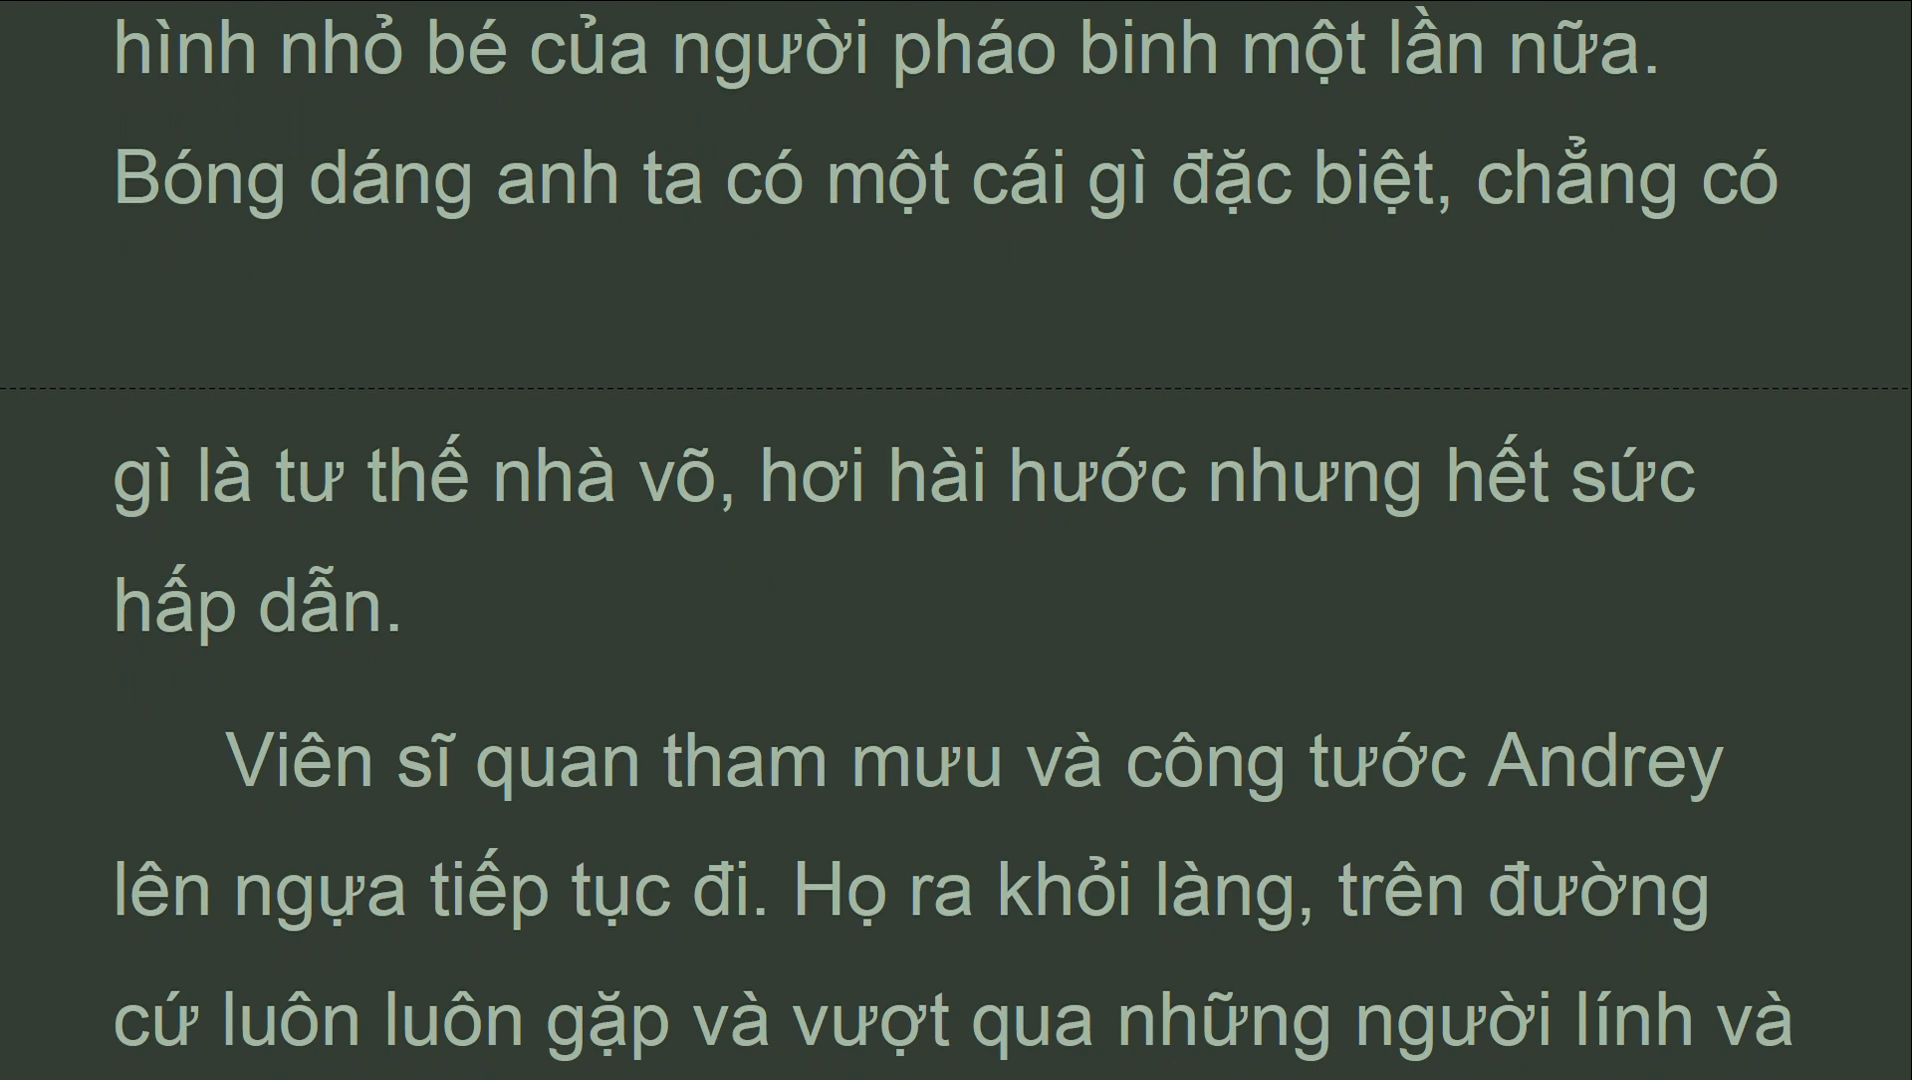 hình nhỏ bé của người pháo binh một lần nữa.
Bóng dáng anh ta có một cái gì đặc biệt, chẳng có
gì là tư thế nhà võ, hơi hài hước nhưng hết sức
hấp dẫn.
Viên sĩ quan tham mưu và công tước Andrey
lên ngựa tiếp tục đi. Họ ra khỏi làng, trên đường
cứ luôn luôn gặp và vượt qua những người lính và